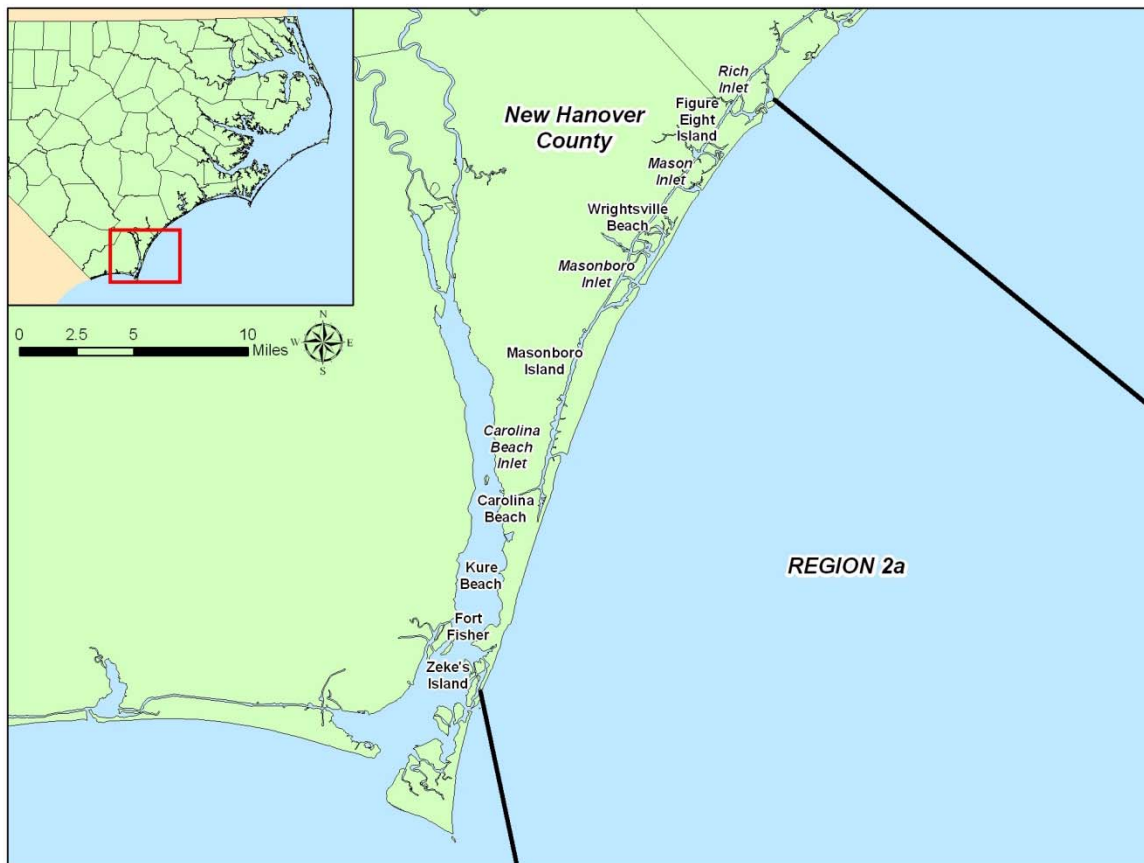 Rich
Inlet
Figure
Eight
Island
New Hanover
County
Mason
Inlet
Wrightsville
Beach
Masonboro
Inlet
0 2.5 5 10
Miles
N
W E
S
Masonboro
Island
Carolina
Beach
Inlet
Carolina
Beach
REGION 2a
Kure
Beach
Fort
Fisher
Zeke's
Island